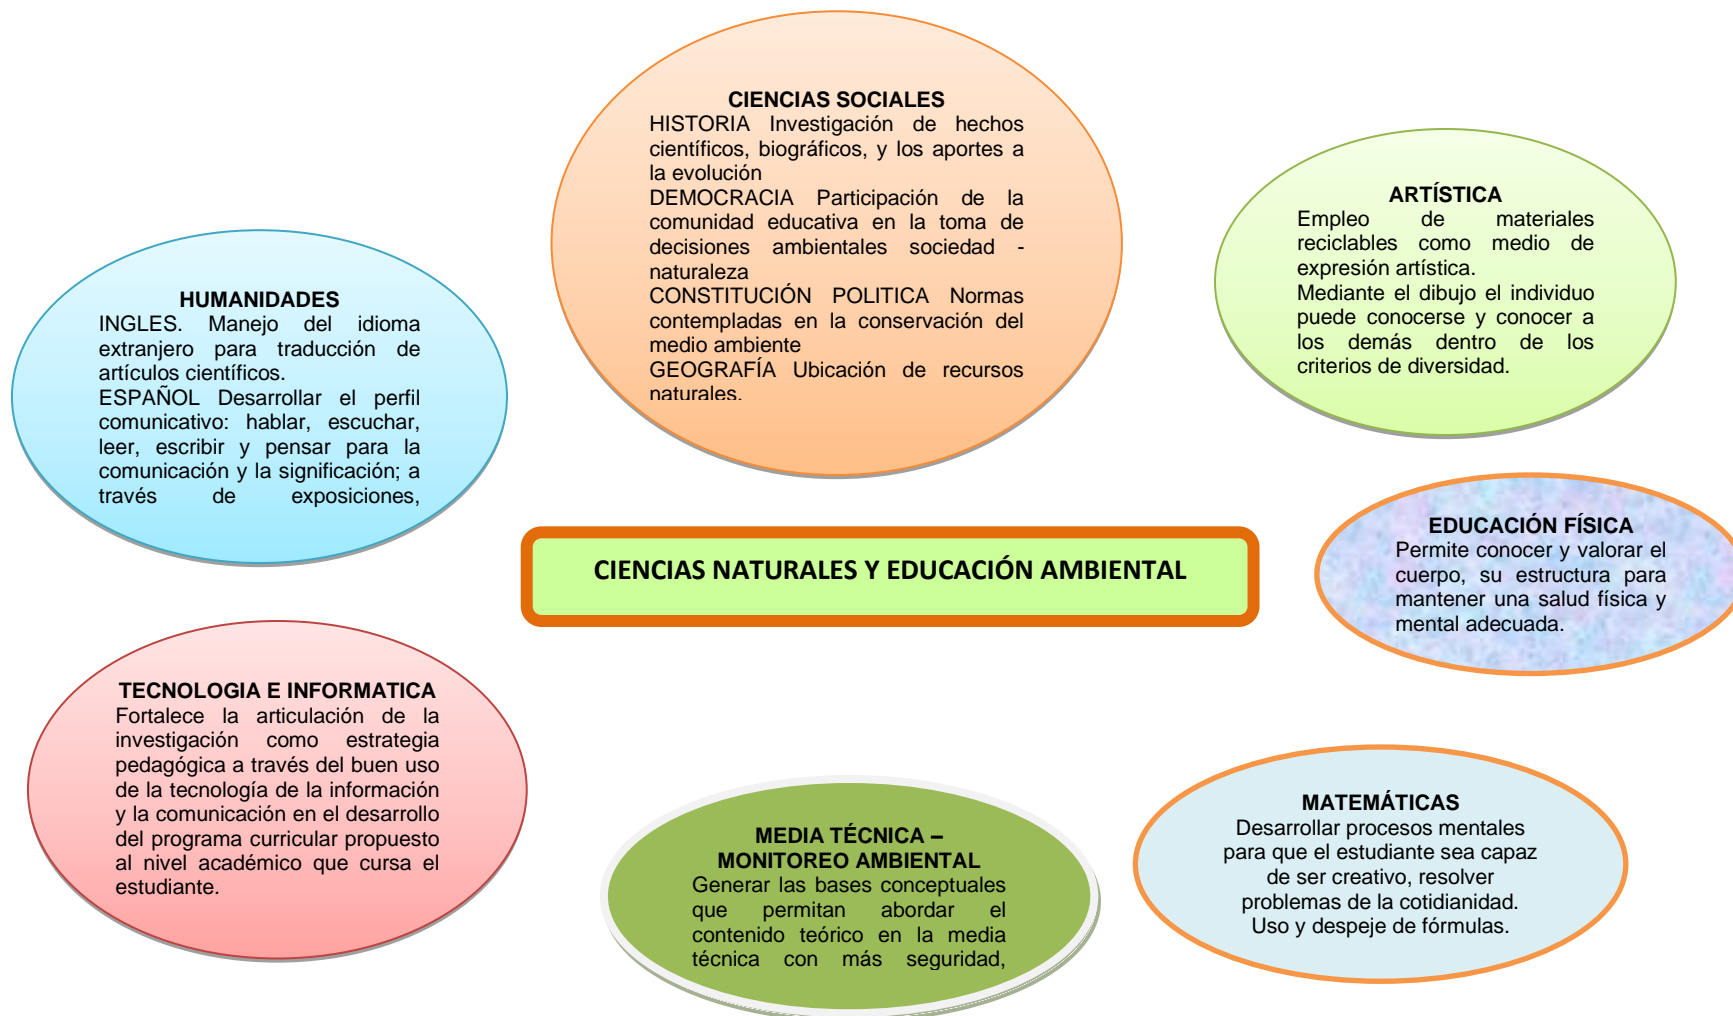 CIENCIAS SOCIALES
HISTORIA Investigación de hechos
científicos, biográficos, y los aportes a
la evolución
DEMOCRACIA Participación de la
comunidad educativa en la toma de
decisiones ambientales sociedad -
naturaleza
CONSTITUCIÓN POLITICA Normas
contempladas en la conservación del
medio ambiente
GEOGRAFÍA Ubicación de recursos
naturales.
ARTÍSTICA
Empleo de materiales
reciclables como medio de
expresión artística.
Mediante el dibujo el individuo
puede conocerse y conocer a
los demás dentro de los
criterios de diversidad.
HUMANIDADES
INGLES. Manejo del idioma
extranjero para traducción de
artículos científicos.
ESPAÑOL Desarrollar el perfil
comunicativo: hablar, escuchar,
leer, escribir y pensar para la
comunicación y la significación; a
través de exposiciones,
EDUCACIÓN FÍSICA
Permite conocer y valorar el
cuerpo, su estructura para
mantener una salud física y
mental adecuada.
CIENCIAS NATURALES Y EDUCACIÓN AMBIENTAL
TECNOLOGIA E INFORMATICA
Fortalece la articulación de la
investigación como estrategia
pedagógica a través del buen uso
de la tecnología de la información
y la comunicación en el desarrollo
del programa curricular propuesto
al nivel académico que cursa el
estudiante.
MEDIA TÉCNICA –
MONITOREO AMBIENTAL
Generar las bases conceptuales
que permitan abordar el
contenido teórico en la media
técnica con más seguridad,
MATEMÁTICAS
Desarrollar procesos mentales
para que el estudiante sea capaz
de ser creativo, resolver
problemas de la cotidianidad.
Uso y despeje de fórmulas.